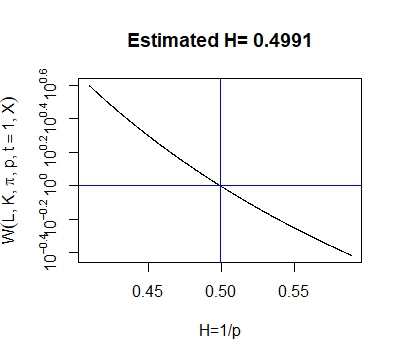 Estimated H= 0.4991
W(L, K, π, p, t = 1, X)
10^0.6
10^0.4
10^0.2
10^0
10^−0.2
10^−0.4
0.45 0.50 0.55
H=1/p